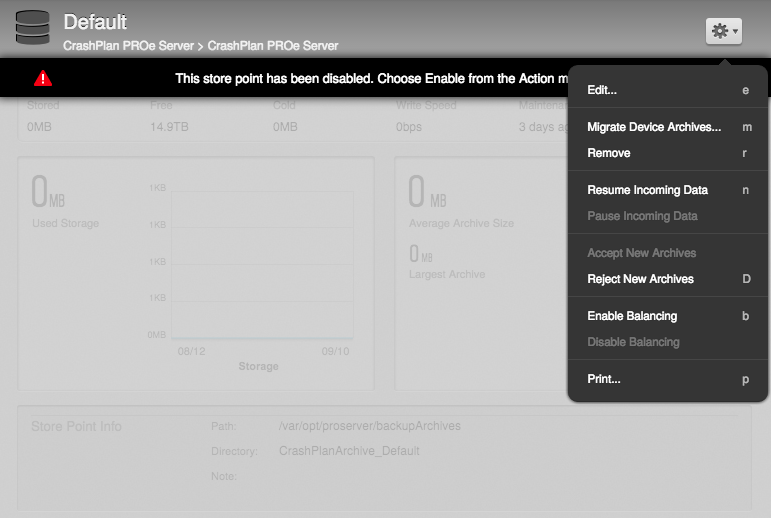 Default
CrashPlan PROe Server > CrashPlan PROe Server
This store point has been disabled. Choose Enable from the Action m
Stored Free Cold Write Speed Maintenan
0MB 14.9TB 0MB 0bps 3 days ag
Edit... e
Migrate Device Archives... m
Remove r
Resume Incoming Data n
Pause Incoming Data
Accept New Archives
Reject New Archives D
Enable Balancing b
Disable Balancing
Print... p
0MB
Used Storage
1KB
1KB
1KB
1KB
0MB
08/12 09/10
Storage
0MB
Average Archive Size
0MB
Largest Archive
Store Point Info
Path: /var/opt/proserver/backupArchives
Directory: CrashPlanArchive_Default
Note: